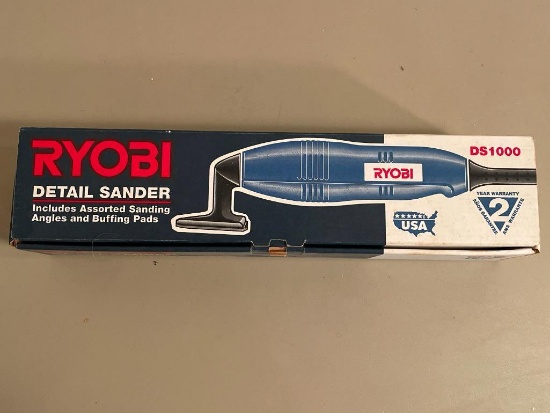 RYOBI
DETAIL SANDER
Includes Assorted Sanding
Angles and Buffing Pads
RYOBI
DS1000
USA
YEAR WARRANTY
2